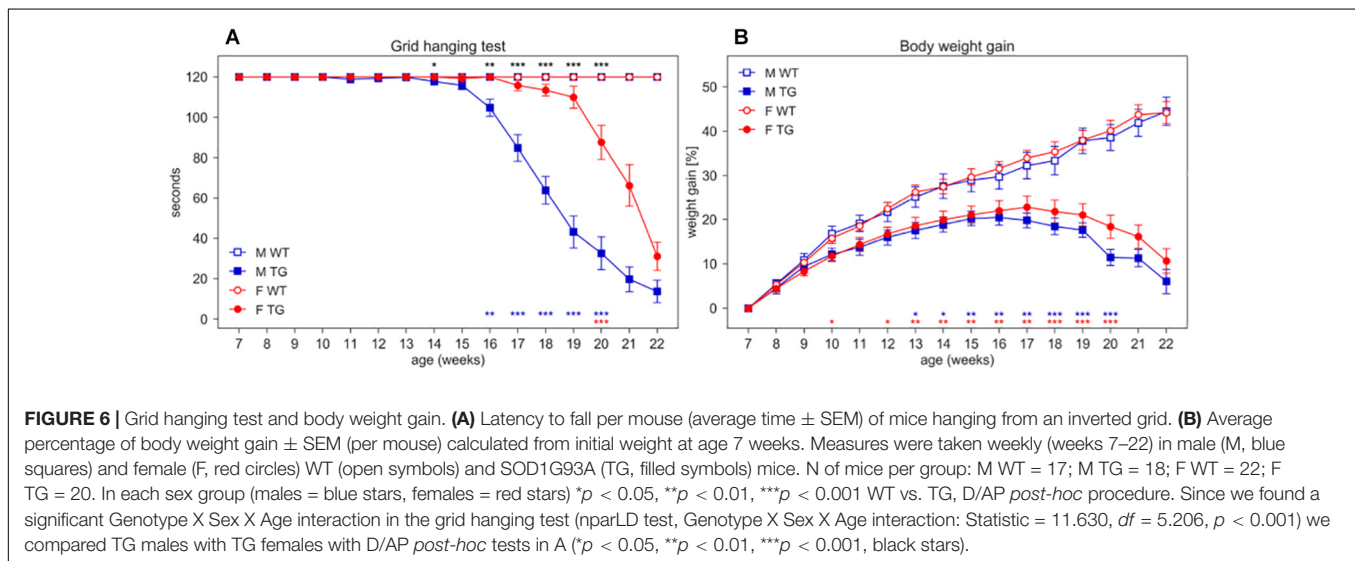 A
Grid hanging test
* ** *** *** *** ***
120
100
80
60
40
20
0
seconds
M WT
M TG
F WT
F TG
** *** *** *** ***
***
7 8 9 10 11 12 13 14 15 16 17 18 19 20 21 22
age (weeks)
B
Body weight gain
50
40
30
20
10
0
weight gain [%]
M WT
M TG
F WT
F TG
* * ** ** ** *** *** ***
* * ** ** ** ** ** *** *** ***
7 8 9 10 11 12 13 14 15 16 17 18 19 20 21 22
age (weeks)
FIGURE 6 | Grid hanging test and body weight gain. (A) Latency to fall per mouse (average time ± SEM) of mice hanging from an inverted grid. (B) Average
percentage of body weight gain ± SEM (per mouse) calculated from initial weight at age 7 weeks. Measures were taken weekly (weeks 7–22) in male (M, blue
squares) and female (F, red circles) WT (open symbols) and SOD1G93A (TG, filled symbols) mice. N of mice per group: M WT = 17; M TG = 18; F WT = 22; F
TG = 20. In each sex group (males = blue stars, females = red stars) *p < 0.05, **p < 0.01, ***p < 0.001 WT vs. TG, D/AP post-hoc procedure. Since we found a
significant Genotype X Sex X Age interaction in the grid hanging test (nparLD test, Genotype X Sex X Age interaction: Statistic = 11.630, df = 5.206, p < 0.001) we
compared TG males with TG females with D/AP post-hoc tests in A (*p < 0.05, **p < 0.01, ***p < 0.001, black stars).